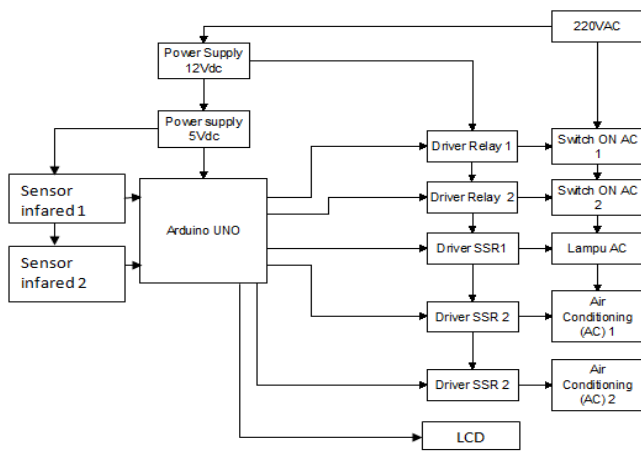 220VAC
Power Supply
12Vdc
Power supply
5Vdc
Driver Relay 1
Switch ON AC
1
Sensor
infared 1
Arduino UNO
Driver Relay 2
Switch ON AC
2
Sensor
infared 2
Driver SSR1
Lampu AC
Driver SSR 2
Air
Conditioning
(AC) 1
Driver SSR 2
Air
Conditioning
(AC) 2
LCD